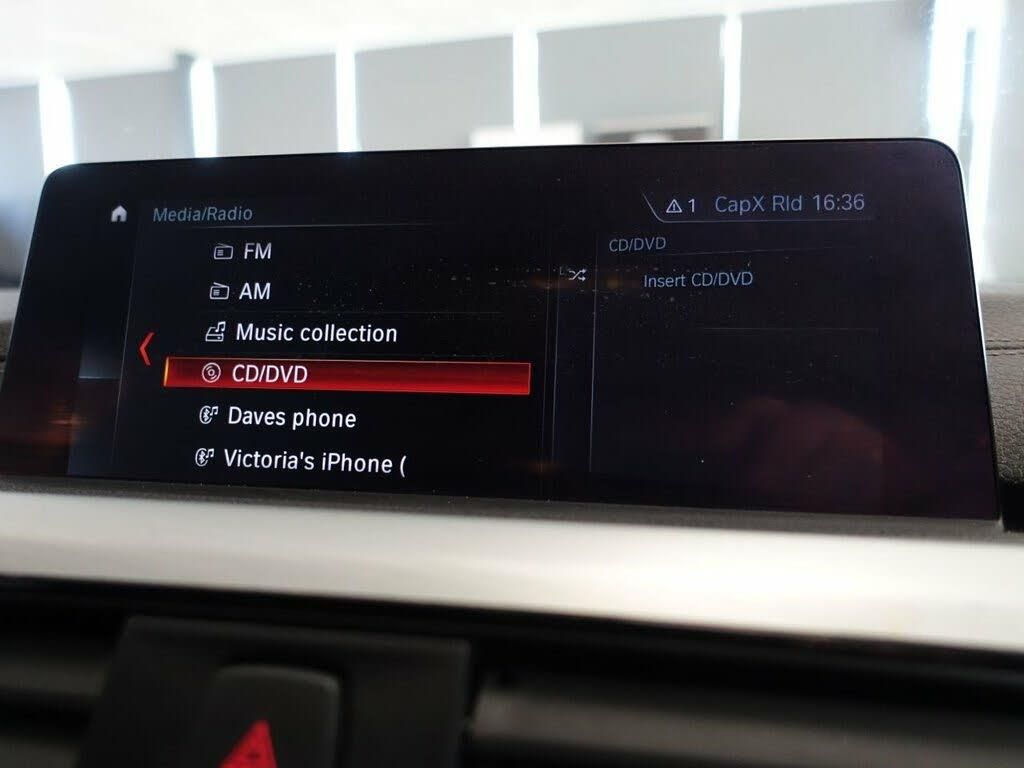 Media/Radio
1 CapX Rld 16:36
FM
AM
Music collection
CD/DVD
Daves phone
Victoria's iPhone (
CD/DVD
Insert CD/DVD